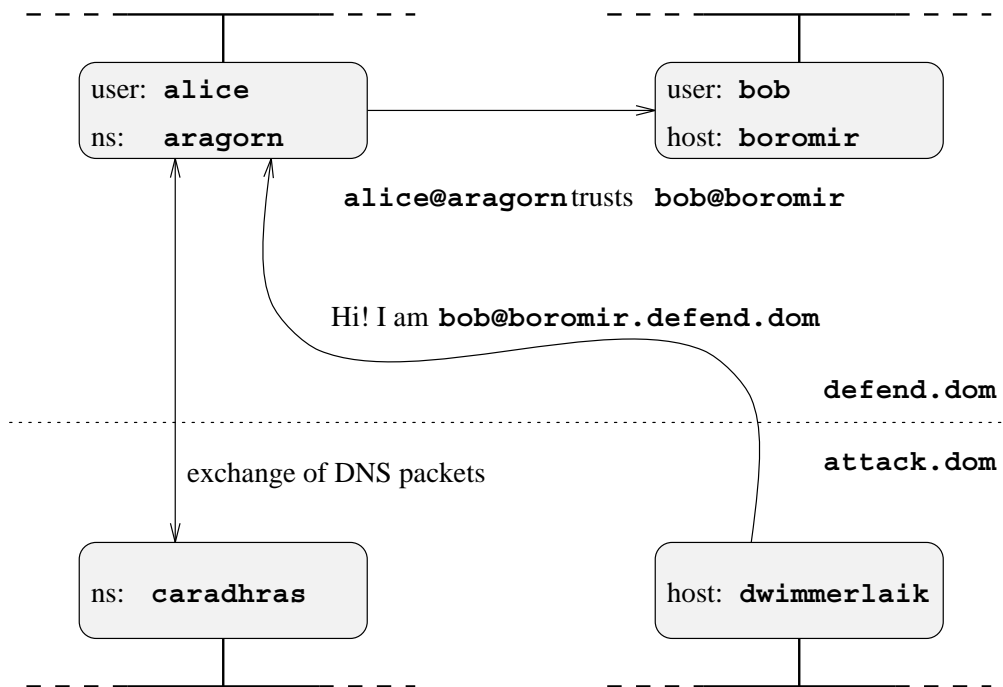 user: alice
ns: aragorn
user: bob
host: boromir
alice@aragorn trusts bob@boromir
Hi! I am bob@boromir.defend.dom
defend.dom
attack.dom
exchange of DNS packets
ns: caradhras
host: dwimmerlaik